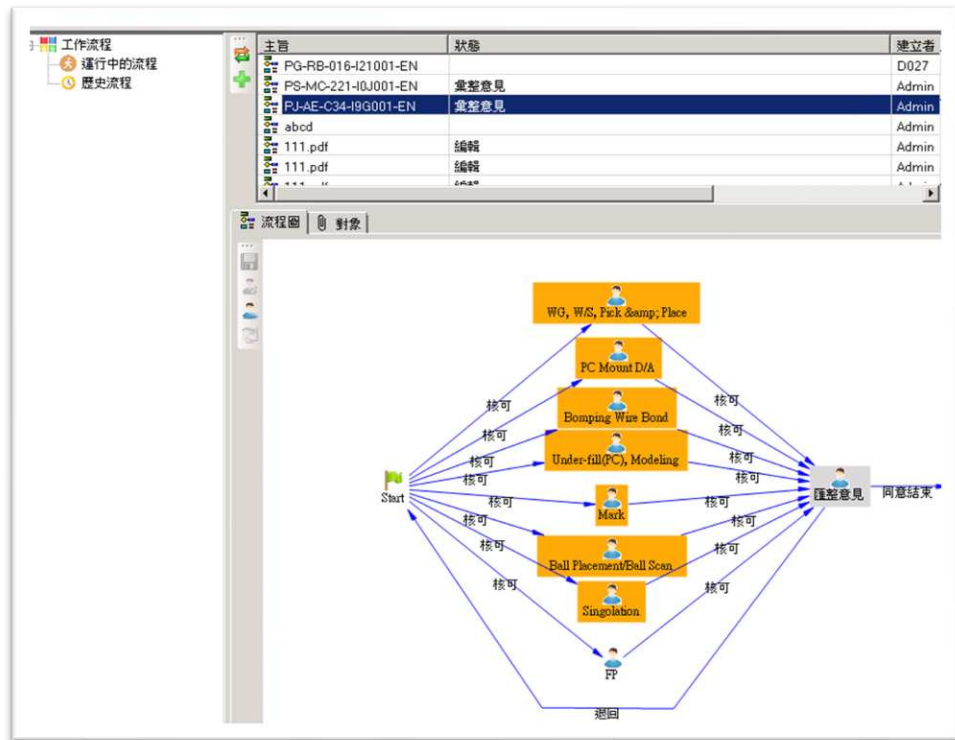 工作流程
運行中的流程
歷史流程
主旨 狀態 建立者
PG-RB-016-I21001-EN D027
PS-MC-221-I0J001-EN 彙整意見 Admin
PJ-AE-C34-I9G001-EN 彙整意見 Admin
abcd Admin
111.pdf 編輯 Admin
111.pdf 編輯 Admin
流程圖 對象
WG, W/S, Pick &amp; Place
PC Mount D/A
核可 核可
Bomping Wire Bond
核可 核可
Under-fill(PC), Modeling
核可 核可
核可 核可
Start
匯整意見
同意結束
Mark
核可 核可
核可 核可
Ball Placement/Ball Scan
核可 核可
Singolation
FP
退回